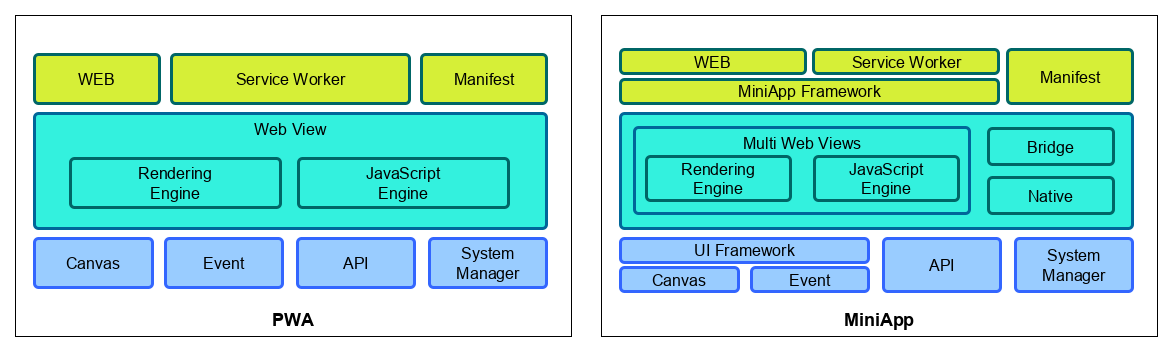 WEB
Service Worker
Manifest
Web View
Rendering
Engine
JavaScript
Engine
Canvas
Event
API
System
Manager
PWA
WEB
Service Worker
MiniApp Framework
Manifest
Multi Web Views
Rendering
Engine
JavaScript
Engine
Bridge
Native
UI Framework
Canvas
Event
API
System
Manager
MiniApp